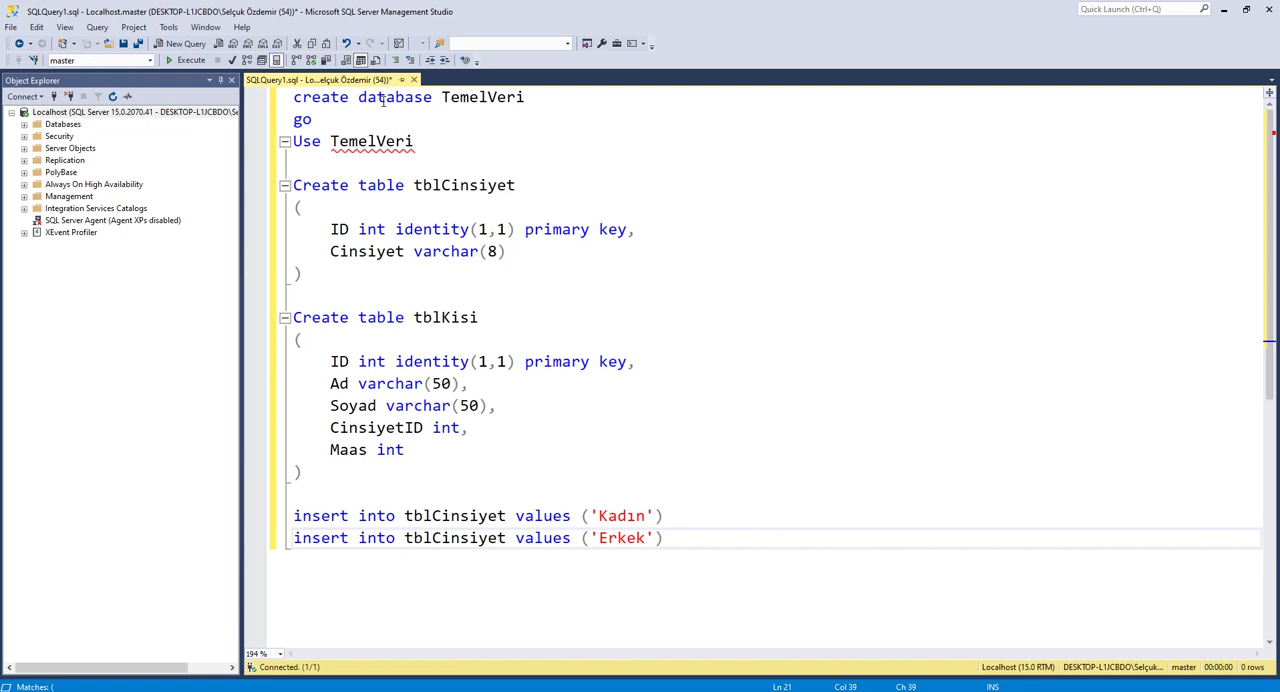 SQLQuery1.sql - Localhost.master (DESKTOP-L1JCBDO\Selçuk Özdemir (54))* - Microsoft SQL Server Management Studio
Quick Launch (Ctrl+Q)
File Edit View Query Project Tools Window Help
New Query
master
Execute
Object Explorer
SQLQuery1.sql - Lo...elçuk Özdemir (54))*
Connect
Localhost (SQL Server 15.0.2070.41 - DESKTOP-L1JCBDO\Se
Databases
Security
Server Objects
Replication
PolyBase
Always On High Availability
Management
Integration Services Catalogs
SQL Server Agent (Agent XPs disabled)
XEvent Profiler
create database TemelVeri
go
Use TemelVeri
Create table tblCinsiyet
(
ID int identity(1,1) primary key,
Cinsiyet varchar(8)
)
Create table tblKisi
(
ID int identity(1,1) primary key,
Ad varchar(50),
Soyad varchar(50),
CinsiyetID int,
Maas int
)
insert into tblCinsiyet values ('Kadın')
insert into tblCinsiyet values ('Erkek')
194 %
Connected. (1/1)
Localhost (15.0 RTM) DESKTOP-L1JCBDO\Selçuk... master 00:00:00 0 rows
Matches: (
Ln 21 Col 39 Ch 39 INS